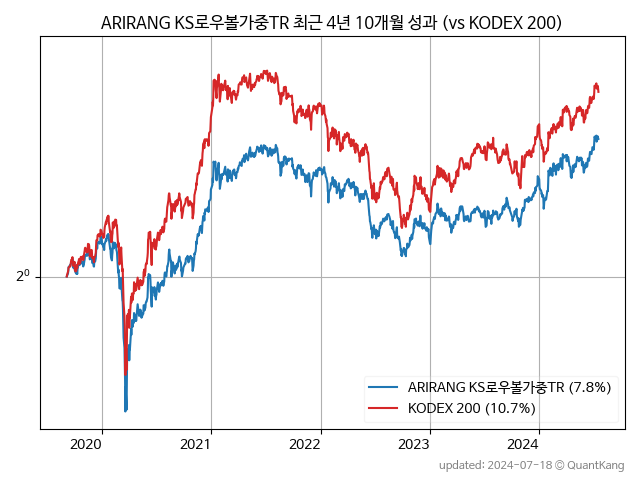 ARIRANG KS로우볼가중TR 최근 4년 10개월 성과 (vs KODEX 200)
2⁰
ARIRANG KS로우볼가중TR (7.8%)
KODEX 200 (10.7%)
2020 2021 2022 2023 2024
updated: 2024-07-18 © QuantKang